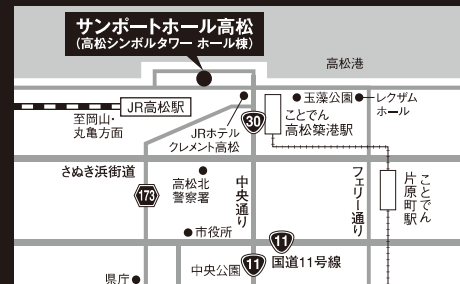 サンポートホール高松
(高松シンボルタワー ホール棟)
高松港
JR高松駅
至岡山・
丸亀方面
JRホテル
クレメント高松
30
玉藻公園
レクザム
ホール
ことでん
高松築港駅
さぬき浜街道
173
高松北
警察署
中央通り
フェリー通り
ことでん
片原町駅
市役所
11
国道11号線
中央公園
11
県庁